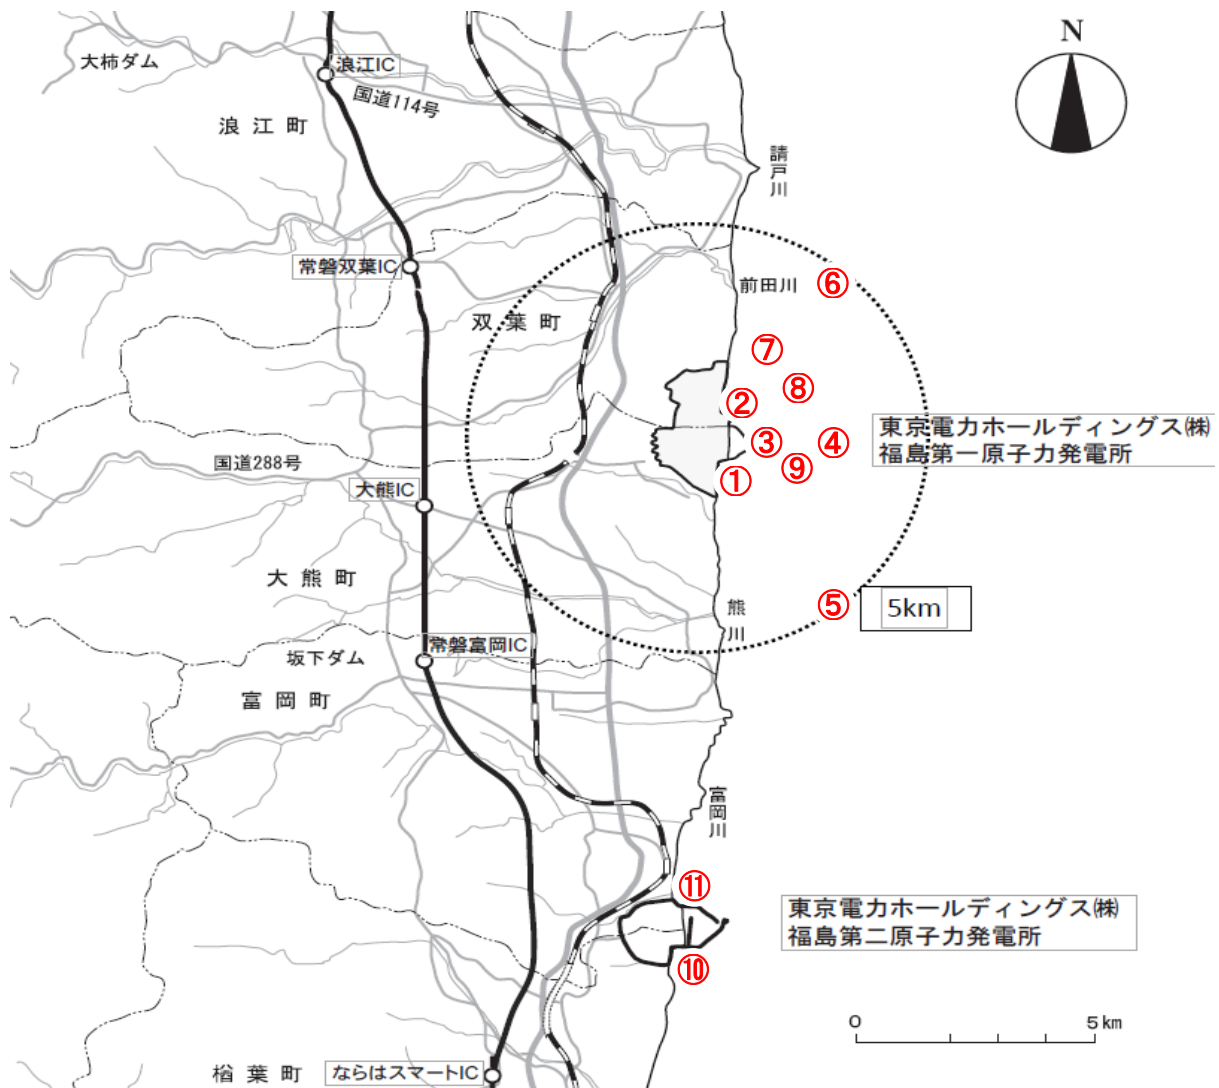 N
大柿ダム
浪江IC
国道114号
浪江町
請戸川
常磐双葉IC
前田川
⑥
双葉町
⑦
⑧
②
東京電力ホールディングス㈱
福島第一原子力発電所
③
④
国道288号
⑨
①
大熊IC
大熊町
熊川
⑤
5km
常磐富岡IC
坂下ダム
富岡町
富岡川
⑪
東京電力ホールディングス㈱
福島第二原子力発電所
⑩
0
5km
楢葉町
ならはスマートIC